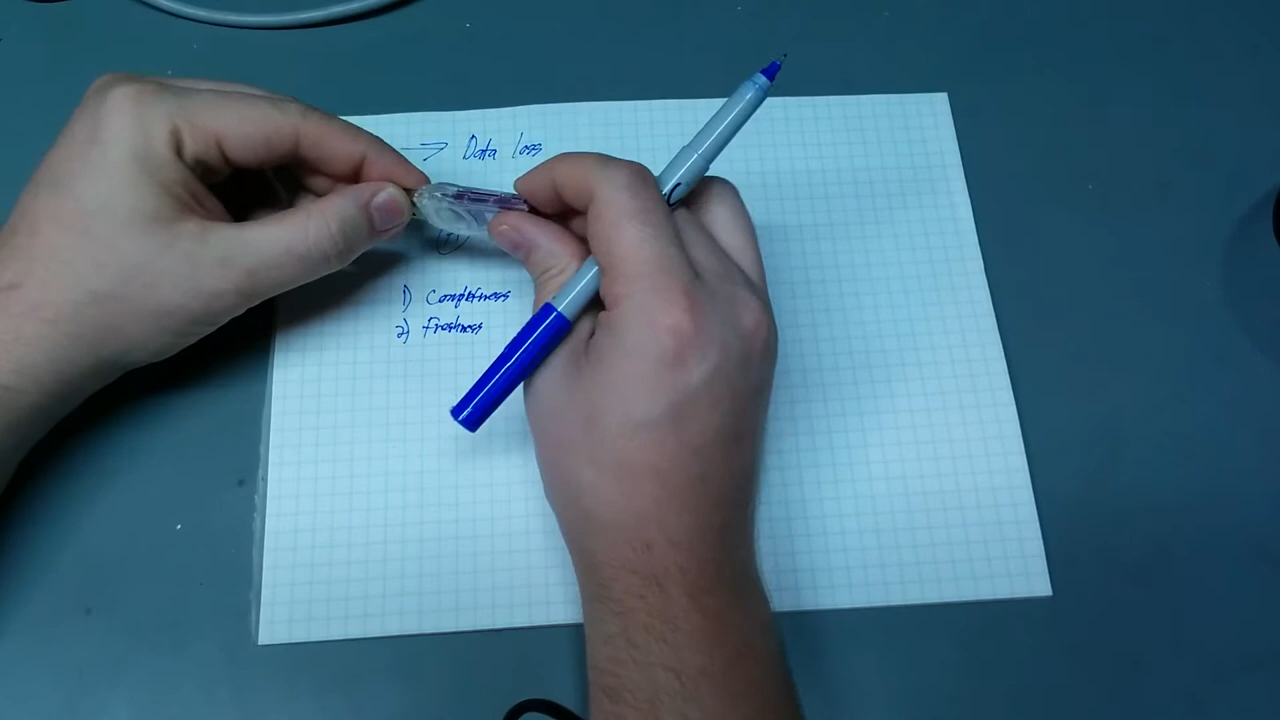 → Data loss
1) Completness
2) Freshness